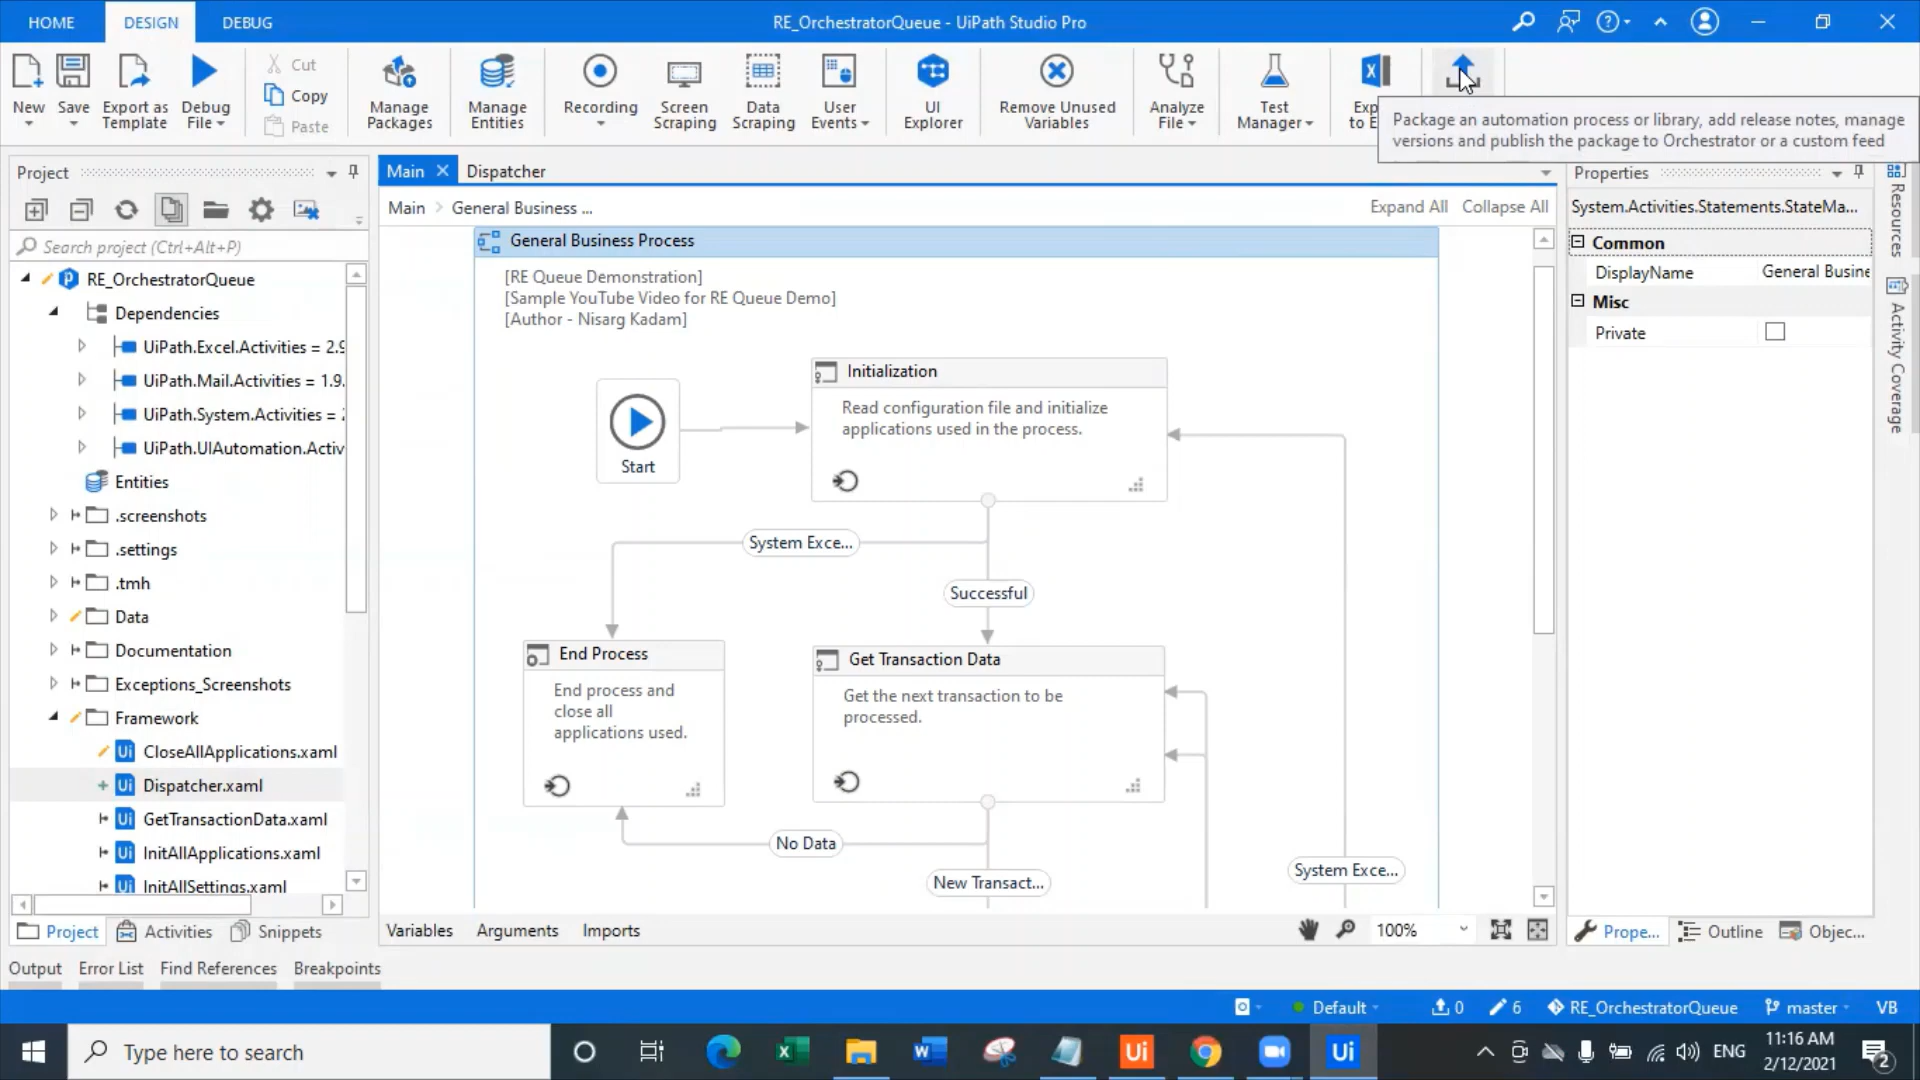 HOME
DESIGN
DEBUG
RE_OrchestratorQueue - UiPath Studio Pro
New
Save
Export as
Template
Debug
File
Cut
Copy
Paste
Manage
Packages
Manage
Entities
Recording
Screen
Scraping
Data
Scraping
User
Events
UI
Explorer
Remove Unused
Variables
Analyze
File
Test
Manager
Exp
to E
Package an automation process or library, add release notes, manage
versions and publish the package to Orchestrator or a custom feed
Project
Search project (Ctrl+Alt+P)
RE_OrchestratorQueue
Dependencies
UiPath.Excel.Activities = 2.9
UiPath.Mail.Activities = 1.9.
UiPath.System.Activities =
UiPath.UIAutomation.Activ
Entities
.screenshots
.settings
.tmh
Data
Documentation
Exceptions_Screenshots
Framework
CloseAllApplications.xaml
Dispatcher.xaml
GetTransactionData.xaml
InitAllApplications.xaml
InitAllSettings.xaml
Project
Activities
Snippets
Main
Dispatcher
Main > General Business ...
Expand All
Collapse All
General Business Process
[RE Queue Demonstration]
[Sample YouTube Video for RE Queue Demo]
[Author - Nisarg Kadam]
Start
Initialization
Read configuration file and initialize
applications used in the process.
System Exce...
Successful
End Process
End process and
close all
applications used.
Get Transaction Data
Get the next transaction to be
processed.
No Data
New Transact...
System Exce...
Variables
Arguments
Imports
100%
Properties
System.Activities.Statements.StateMa...
Common
DisplayName
General Busine
Misc
Private
Resources
Activity Coverage
Prope...
Outline
Objec...
Output
Error List
Find References
Breakpoints
Default
0
6
RE_OrchestratorQueue
master
VB
Type here to search
Ui
Ui
ENG
11:16 AM
2/12/2021
2